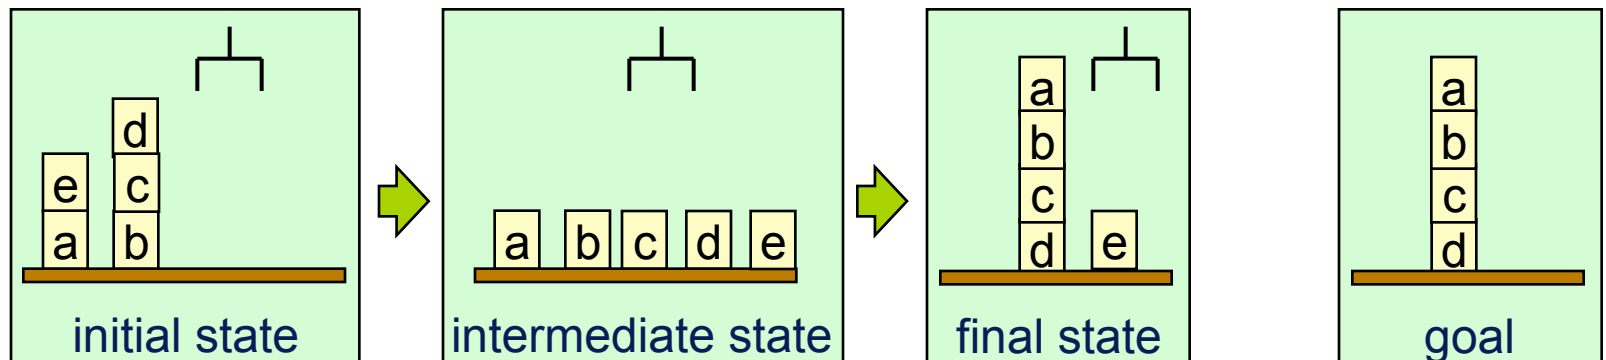 d
e c
a b
initial state
a b c d e
intermediate state
a
b
c
d e
final state
a
b
c
d
goal